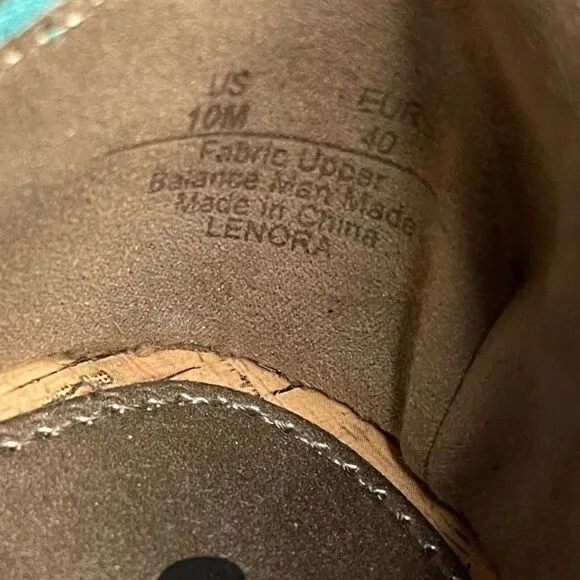 US EUR
10M 40
Fabric Upper
Balance Man Made
Made in China
LENORA